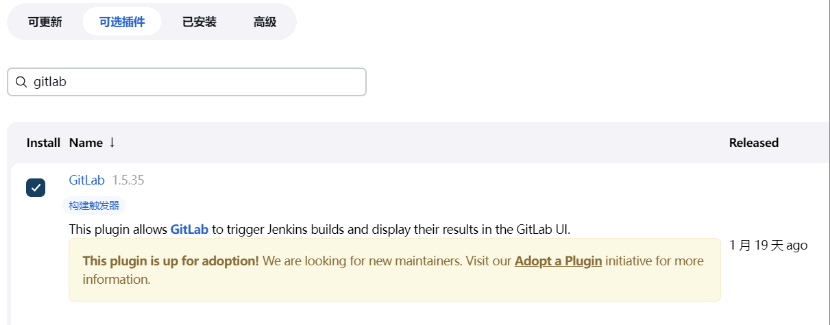 可更新 可选插件 已安装 高级
gitlab
Install Name ↓ Released
GitLab 1.5.35
构建触发器
This plugin allows GitLab to trigger Jenkins builds and display their results in the GitLab UI.
1 月 19 天 ago
This plugin is up for adoption! We are looking for new maintainers. Visit our Adopt a Plugin initiative for more
information.